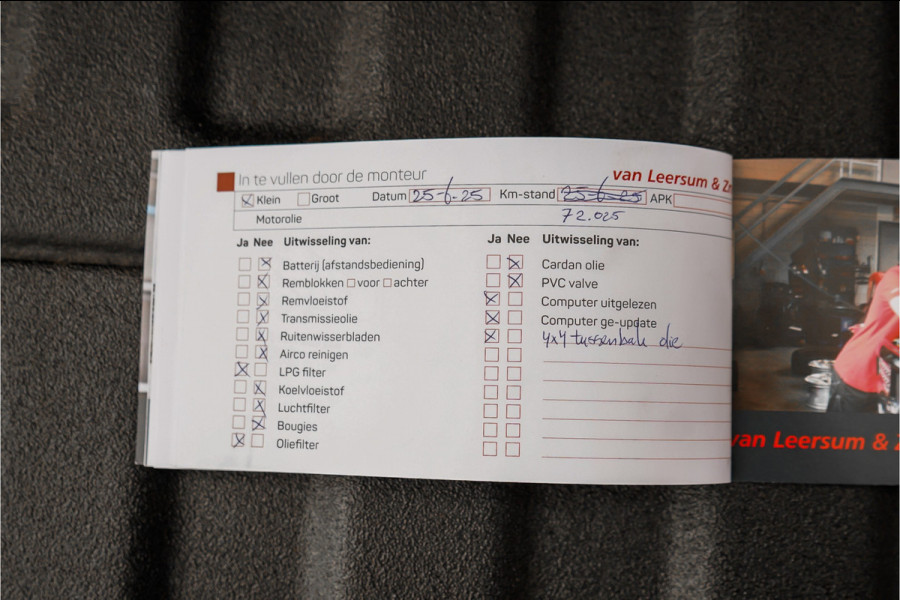 In te vullen door de monteur
van Leersum & Z
Klein Groot Datum 25-6-25 Km-stand 25-6-25 APK
Motorolie 72.025
Ja Nee Uitwisseling van:
Batterij (afstandsbediening)
Remblokken voor achter
Remvloeistof
Transmissieolie
Ruitenwisserbladen
Airco reinigen
LPG filter
Koelvloeistof
Luchtfilter
Bougies
Oliefilter
Ja Nee Uitwisseling van:
Cardan olie
PVC valve
Computer uitgelezen
Computer ge-update
4x4 tussenbak olie
van Leersum &